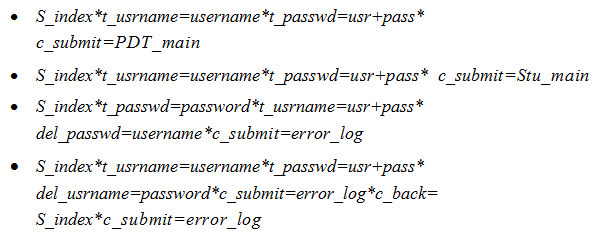 • S_index*t_usrname=username*t_passwd=usr+pass*
c_submit=PDT_main
• S_index*t_usrname=username*t_passwd=usr+pass* c_submit=Stu_main
• S_index*t_passwd=password*t_usrname=usr+pass*
del_passwd=username*c_submit=error_log
• S_index*t_usrname=username*t_passwd=usr+pass*
del_usrname=password*c_submit=error_log*c_back=
S_index*c_submit=error_log